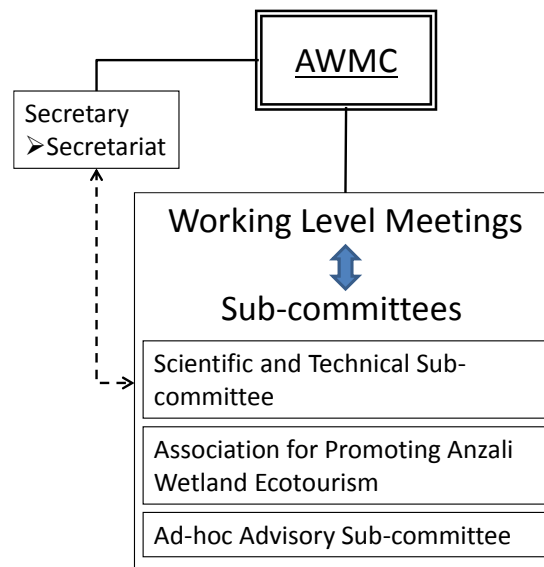 AWMC
Secretary
➢Secretariat
Working Level Meetings
Sub-committees
Scientific and Technical Sub-
committee
Association for Promoting Anzali
Wetland Ecotourism
Ad-hoc Advisory Sub-committee